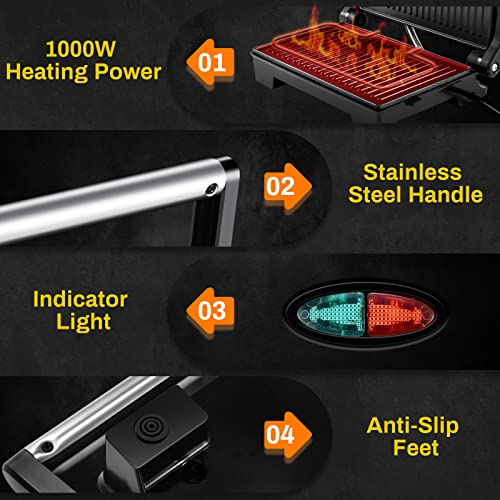 1000W
Heating Power
01
02
Stainless
Steel Handle
Indicator
Light
03
04
Anti-Slip
Feet